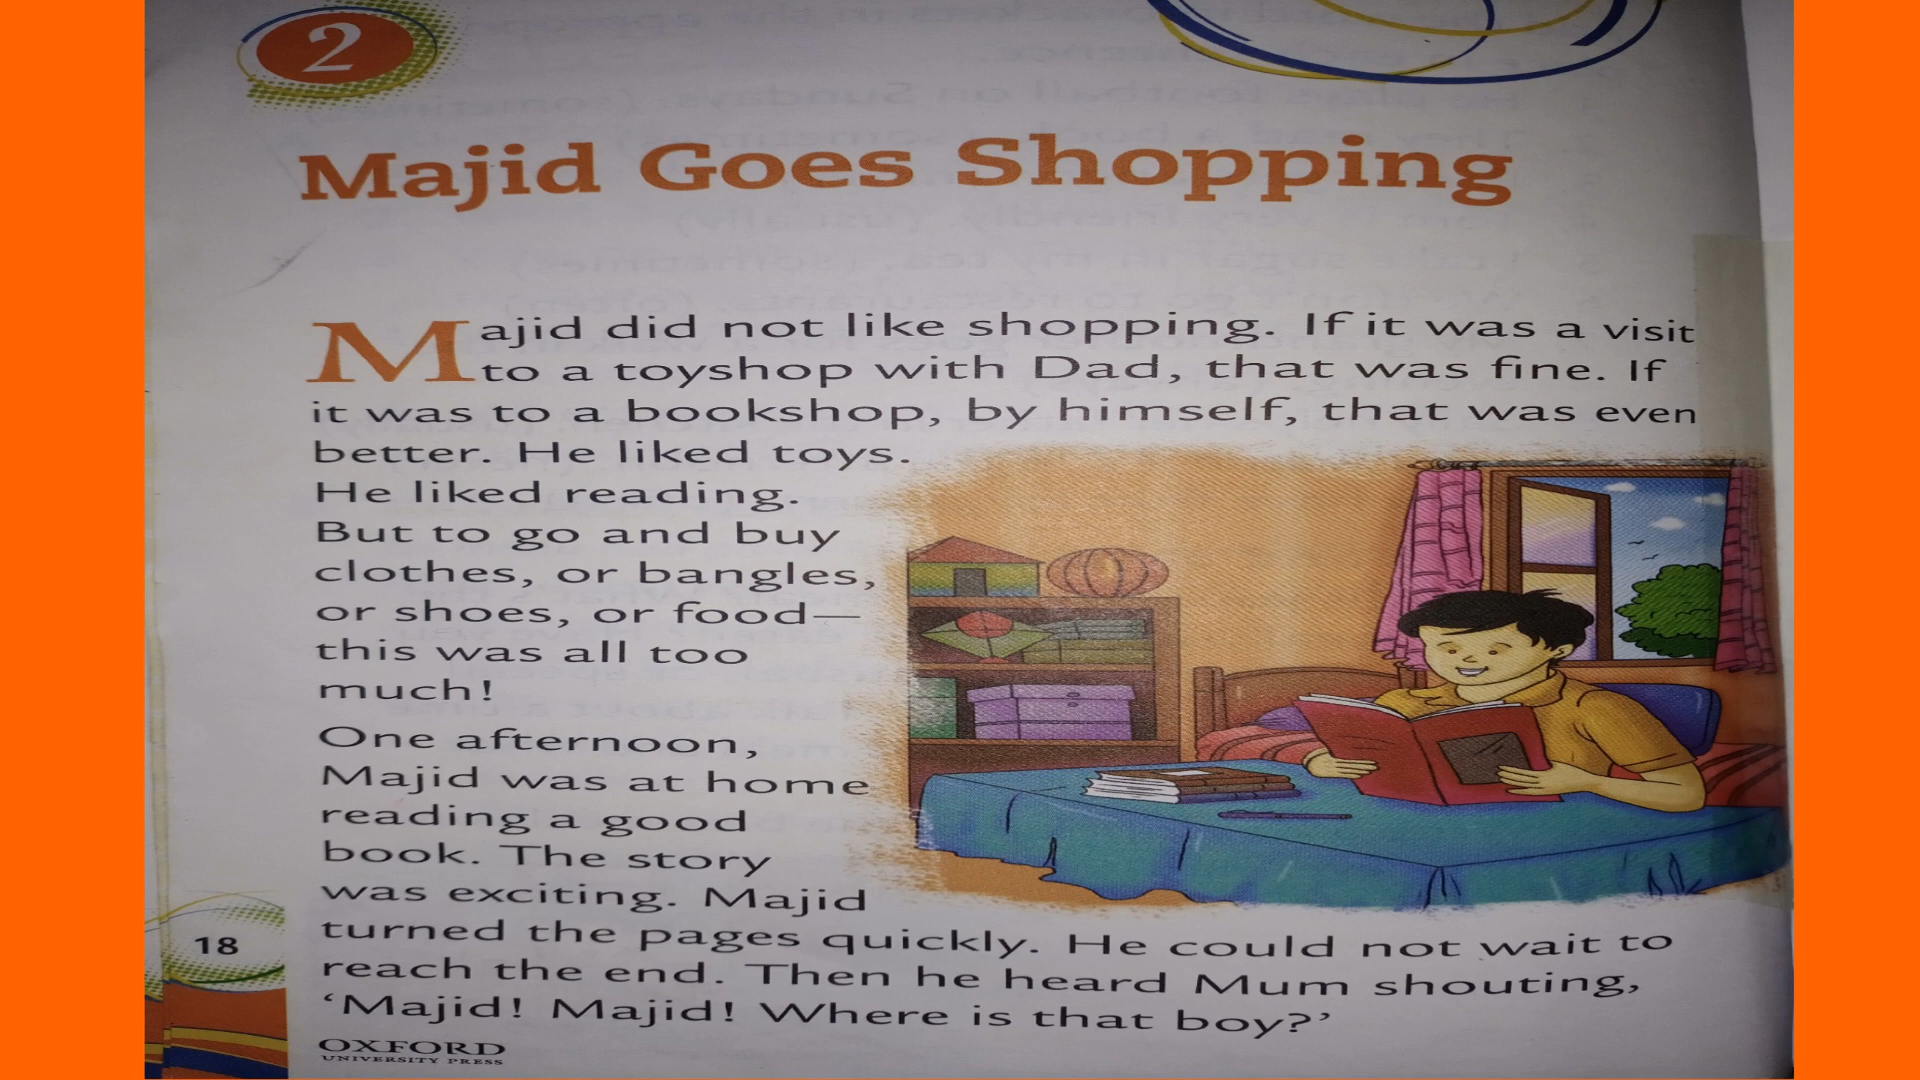 2
Majid Goes Shopping
Majid did not like shopping. If it was a visit
to a toyshop with Dad, that was fine. If
it was to a bookshop, by himself, that was even
better. He liked toys.
He liked reading.
But to go and buy
clothes, or bangles,
or shoes, or food—
this was all too
much!
One afternoon,
Majid was at home
reading a good
book. The story
was exciting. Majid
turned the pages quickly. He could not wait to
reach the end. Then he heard Mum shouting,
‘Majid! Majid! Where is that boy?’
18
OXFORD
UNIVERSITY PRESS